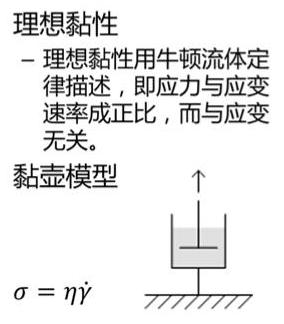 理想黏性
– 理想黏性用牛顿流体定
律描述，即应力与应变
速率成正比，而与应变
无关。
黏壶模型
σ = ηγ̇